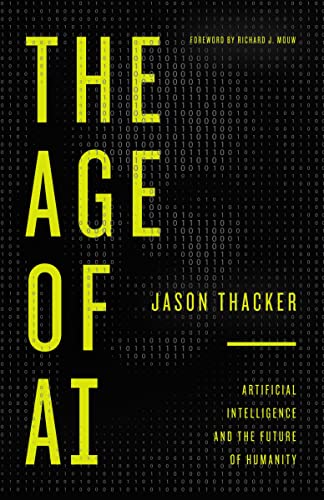 FOREWORD BY RICHARD J. MOUW
THE
AGE
OF
AI
JASON THACKER
ARTIFICIAL
INTELLIGENCE
AND THE FUTURE
OF HUMANITY